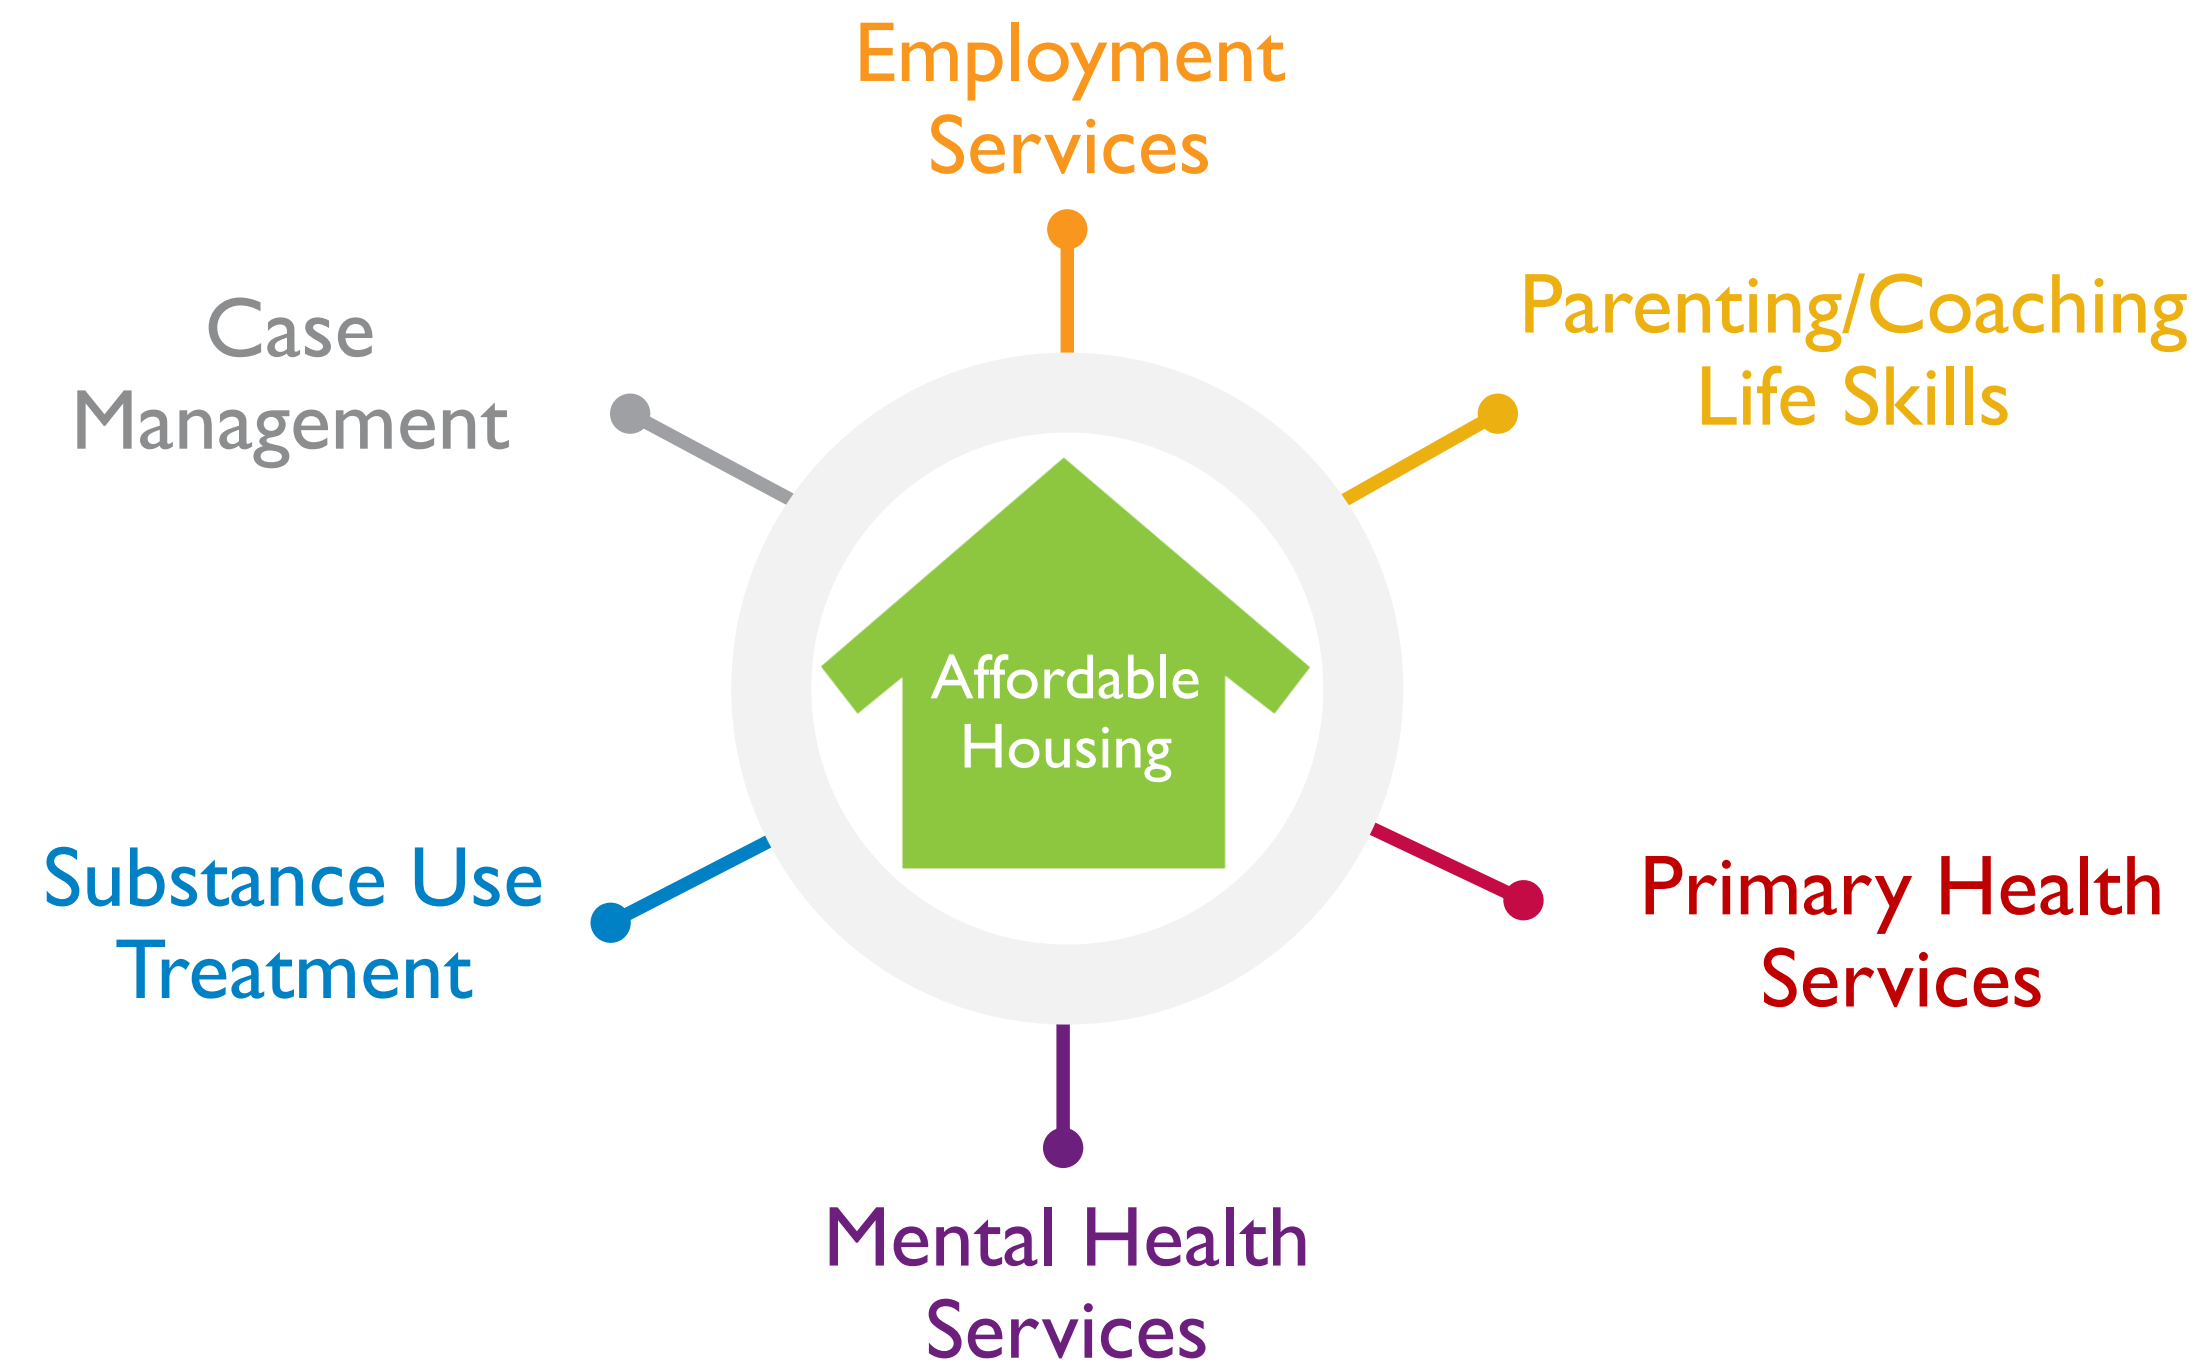 Employment
Services
Parenting/Coaching
Life Skills
Case
Management
Affordable
Housing
Substance Use
Treatment
Primary Health
Services
Mental Health
Services